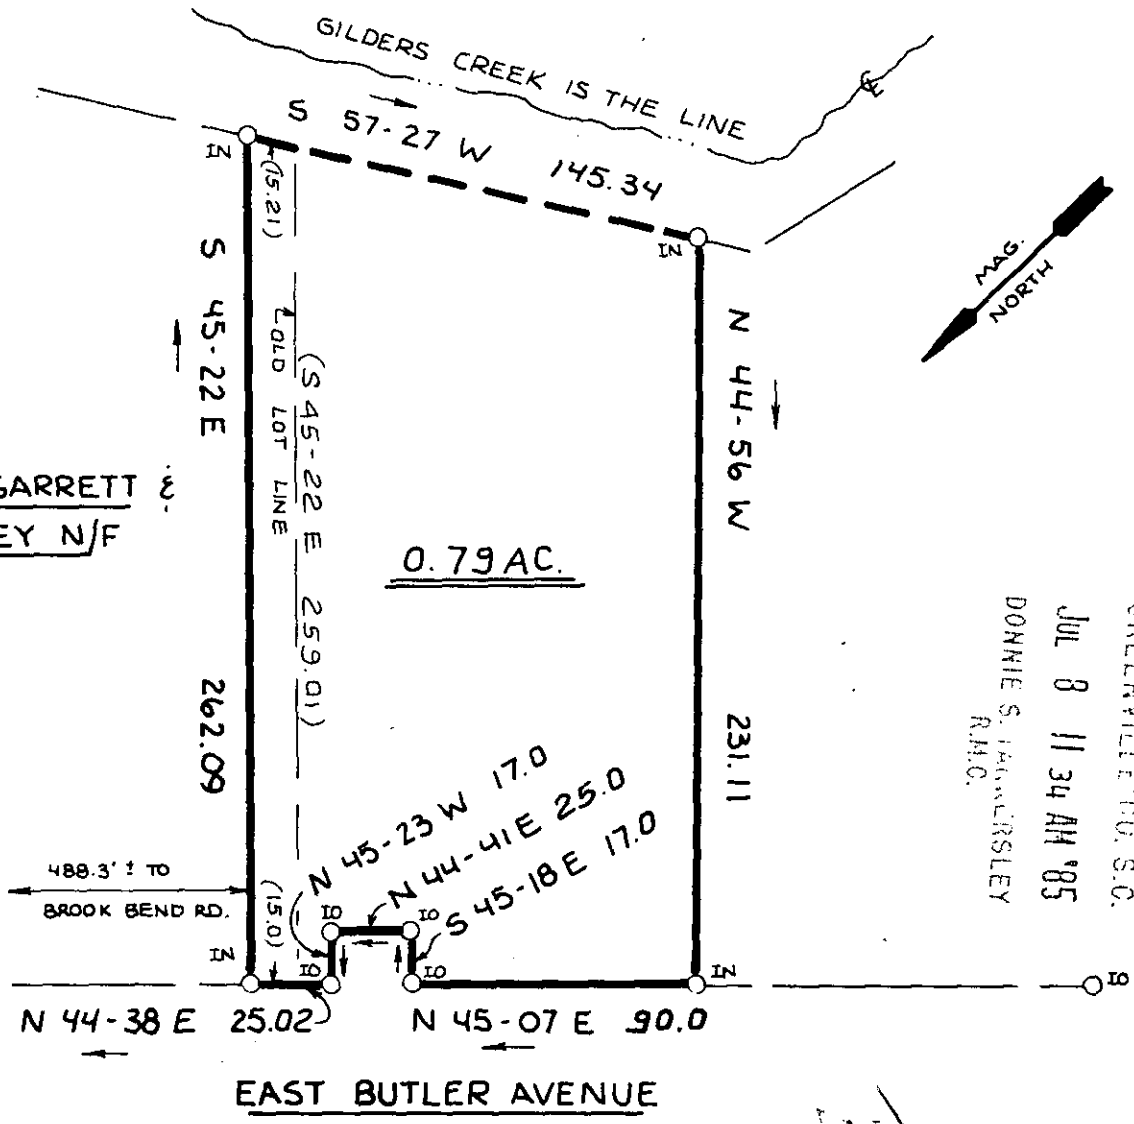 GILDERS CREEK IS THE LINE
S 57-27 W 145.34
IN
(15.21)
IN
MAG.
NORTH
S 45-22 E 262.09
OLD LOT LINE
(S 45-22 E 259.01)
N 44-56 W 231.11
GARRETT &
EY N/F
0.79 AC.
S.C.
JUL 8 11 34 AM '85
DONNIE S.
R.M.C.
N 45-23 W 17.0
N 44-41 E 25.0
S 45-18 E 17.0
488.3' ± TO
BROOK BEND RD.
(15.0)
IO
IO
IN
IO
IO
IN
IO
N 44-38 E 25.02
N 45-07 E 90.0
EAST BUTLER AVENUE